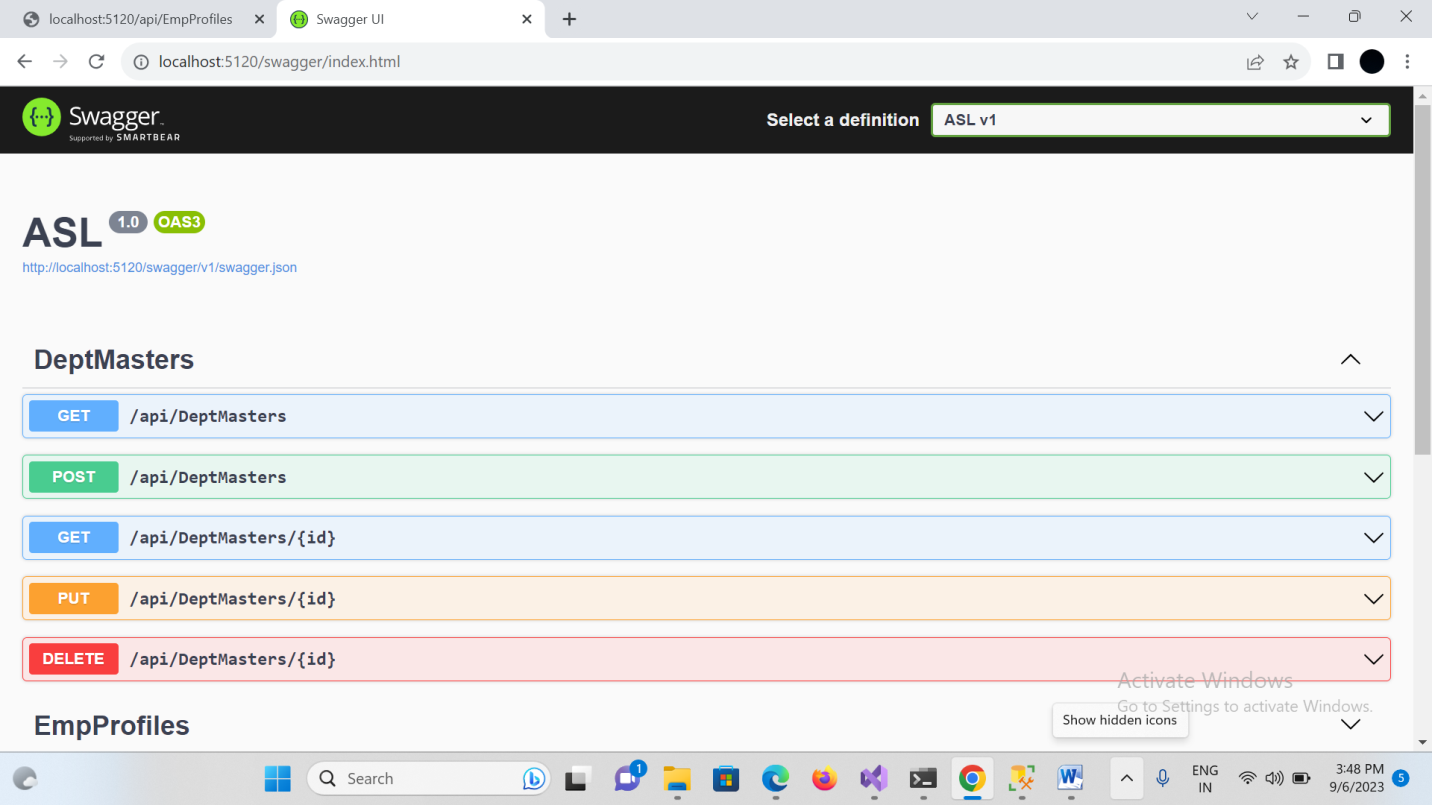 localhost:5120/api/EmpProfiles
Swagger UI
localhost:5120/swagger/index.html
Swagger
Supported by SMARTBEAR
Select a definition
ASL v1
ASL 1.0 OAS3
http://localhost:5120/swagger/v1/swagger.json
DeptMasters
GET /api/DeptMasters
POST /api/DeptMasters
GET /api/DeptMasters/{id}
PUT /api/DeptMasters/{id}
DELETE /api/DeptMasters/{id}
Activate Windows
Go to Settings to activate Windows.
EmpProfiles
Show hidden icons
Search
1
ENG
IN
3:48 PM
9/6/2023
5